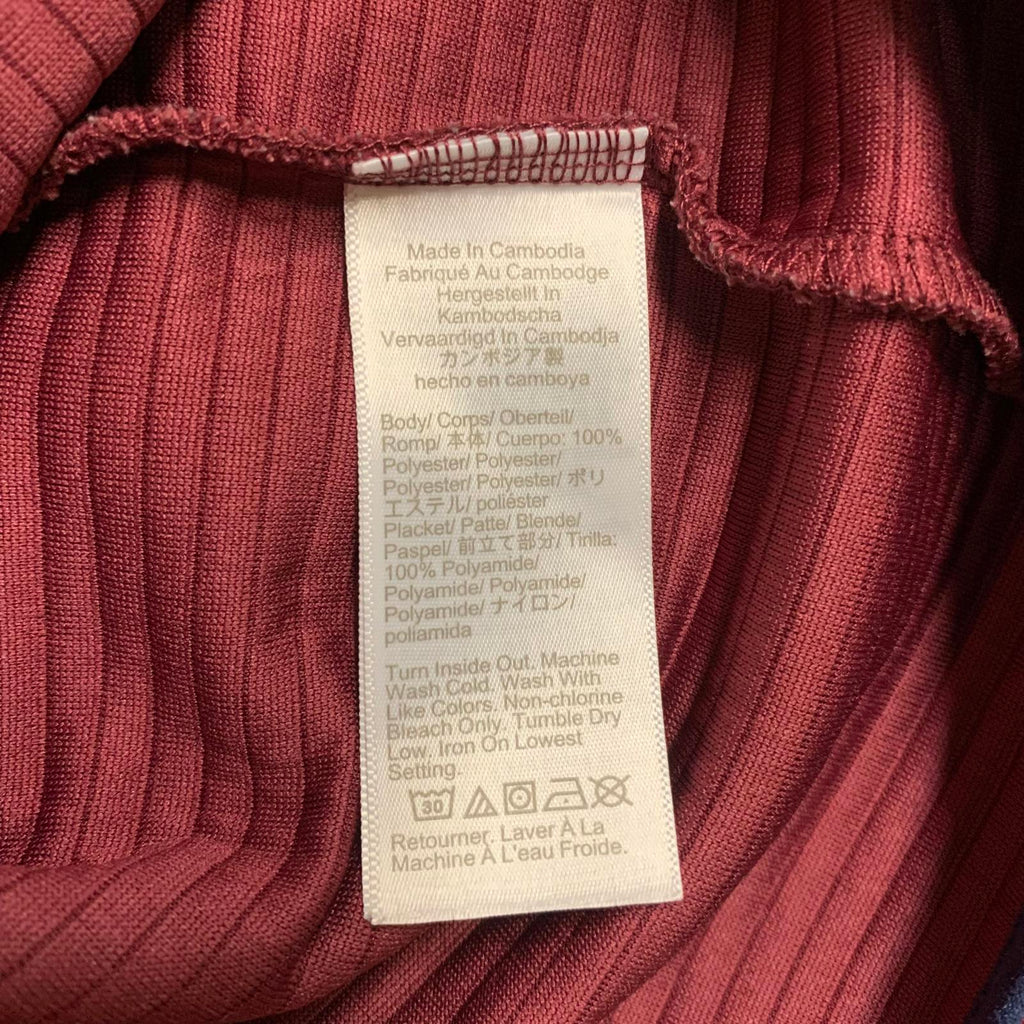 Made In Cambodia
Fabriqué Au Cambodge
Hergestellt In
Kambodscha
Vervaardigd In Cambodja
カンボジア製
hecho en camboya
Body/ Corps/ Oberteil/
Romp/ 本体/ Cuerpo: 100%
Polyester/ Polyester/
Polyester/ Polyester/ ポリ
エステル/ poliéster
Placket/ Patte/ Blende/
Paspel/ 前立て部分/ Tirilla:
100% Polyamide/
Polyamide/ Polyamide/
Polyamide/ ナイロン/
poliamida
Turn Inside Out. Machine
Wash Cold. Wash With
Like Colors. Non-chlorine
Bleach Only. Tumble Dry
Low. Iron On Lowest
Setting.
30
Retourner. Laver À La
Machine À L'eau Froide.